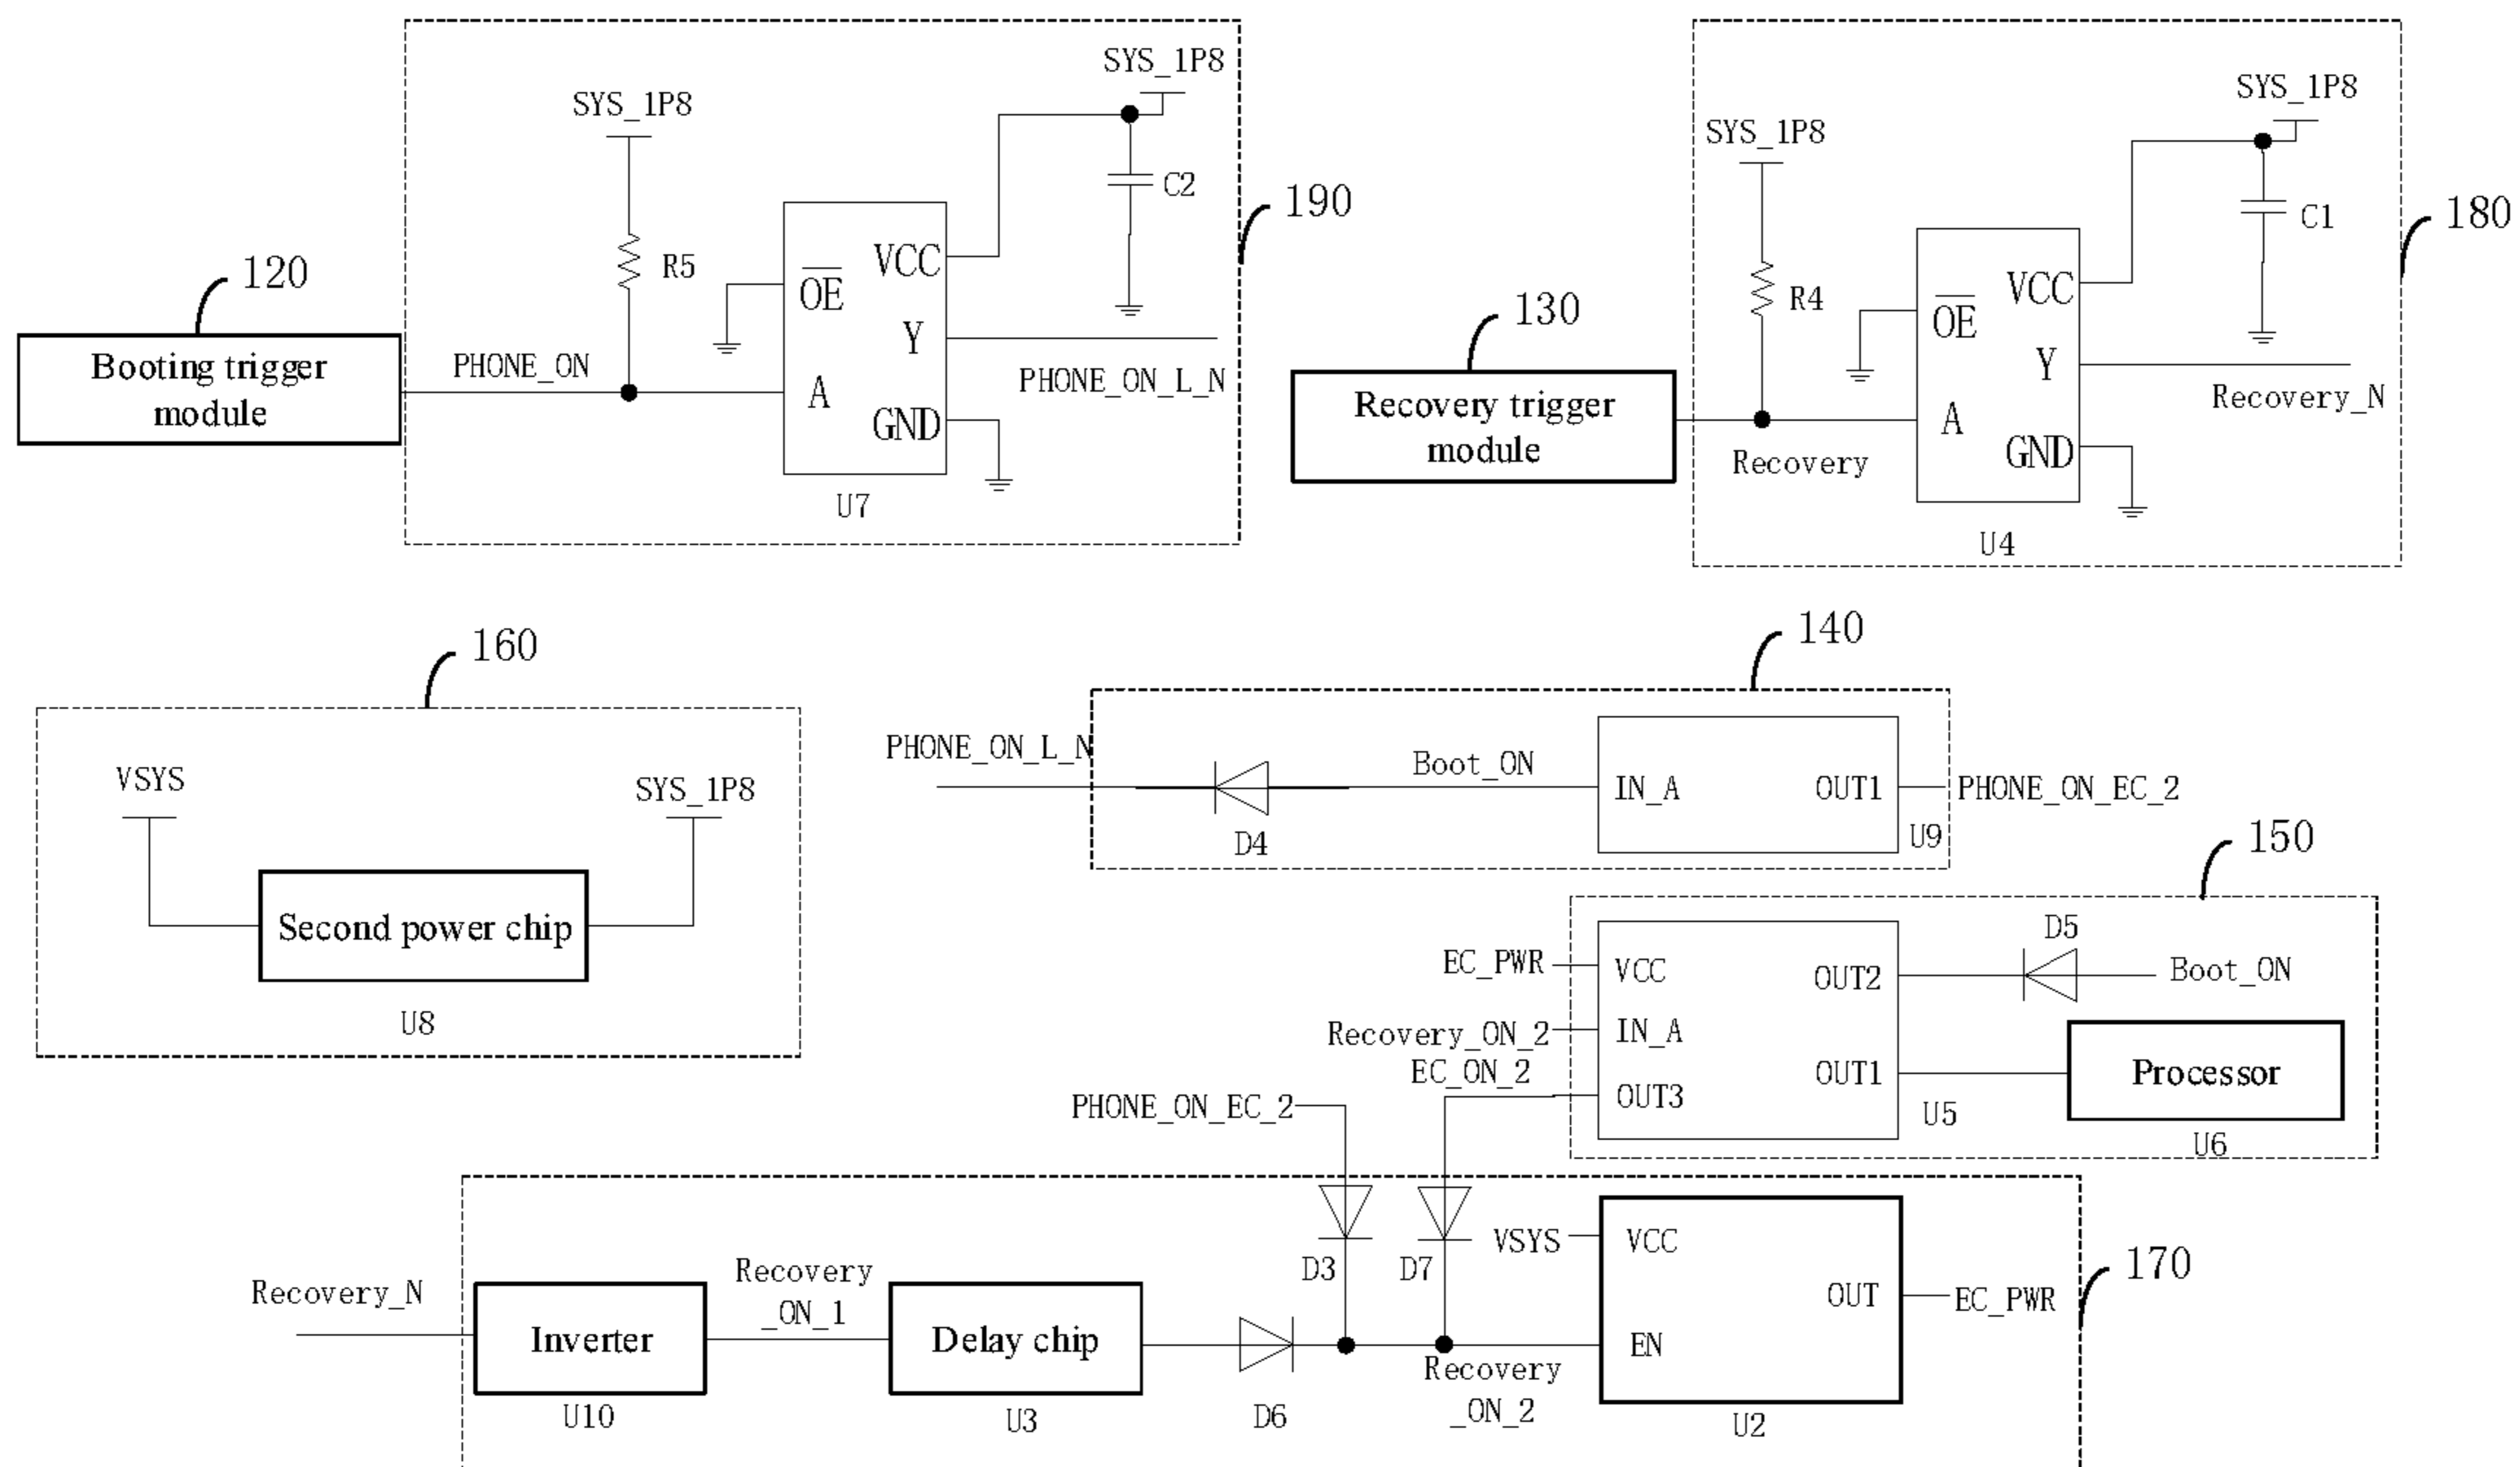 SYS_1P8
SYS_1P8
C2
190
R5
OE
VCC
Y
A
GND
U7
120
Booting trigger
module
PHONE_ON
PHONE_ON_L_N
SYS_1P8
SYS_1P8
C1
180
R4
OE
VCC
Y
A
GND
U4
130
Recovery trigger
module
Recovery
Recovery_N
160
VSYS
SYS_1P8
Second power chip
U8
140
PHONE_ON_L_N
D4
Boot_ON
IN_A
OUT1
U9
PHONE_ON_EC_2
150
EC_PWR
Recovery_ON_2
EC_ON_2
VCC
IN_A
OUT3
OUT2
OUT1
U5
D5
Boot_ON
Processor
U6
PHONE_ON_EC_2
D3
D7
170
Recovery_N
Inverter
U10
Recovery
_ON_1
Delay chip
U3
D6
Recovery
_ON_2
VSYS
VCC
EN
OUT
U2
EC_PWR